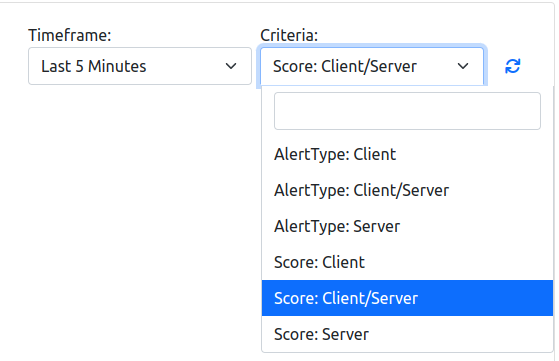 Timeframe:
Criteria:
Last 5 Minutes
Score: Client/Server
AlertType: Client
AlertType: Client/Server
AlertType: Server
Score: Client
Score: Client/Server
Score: Server